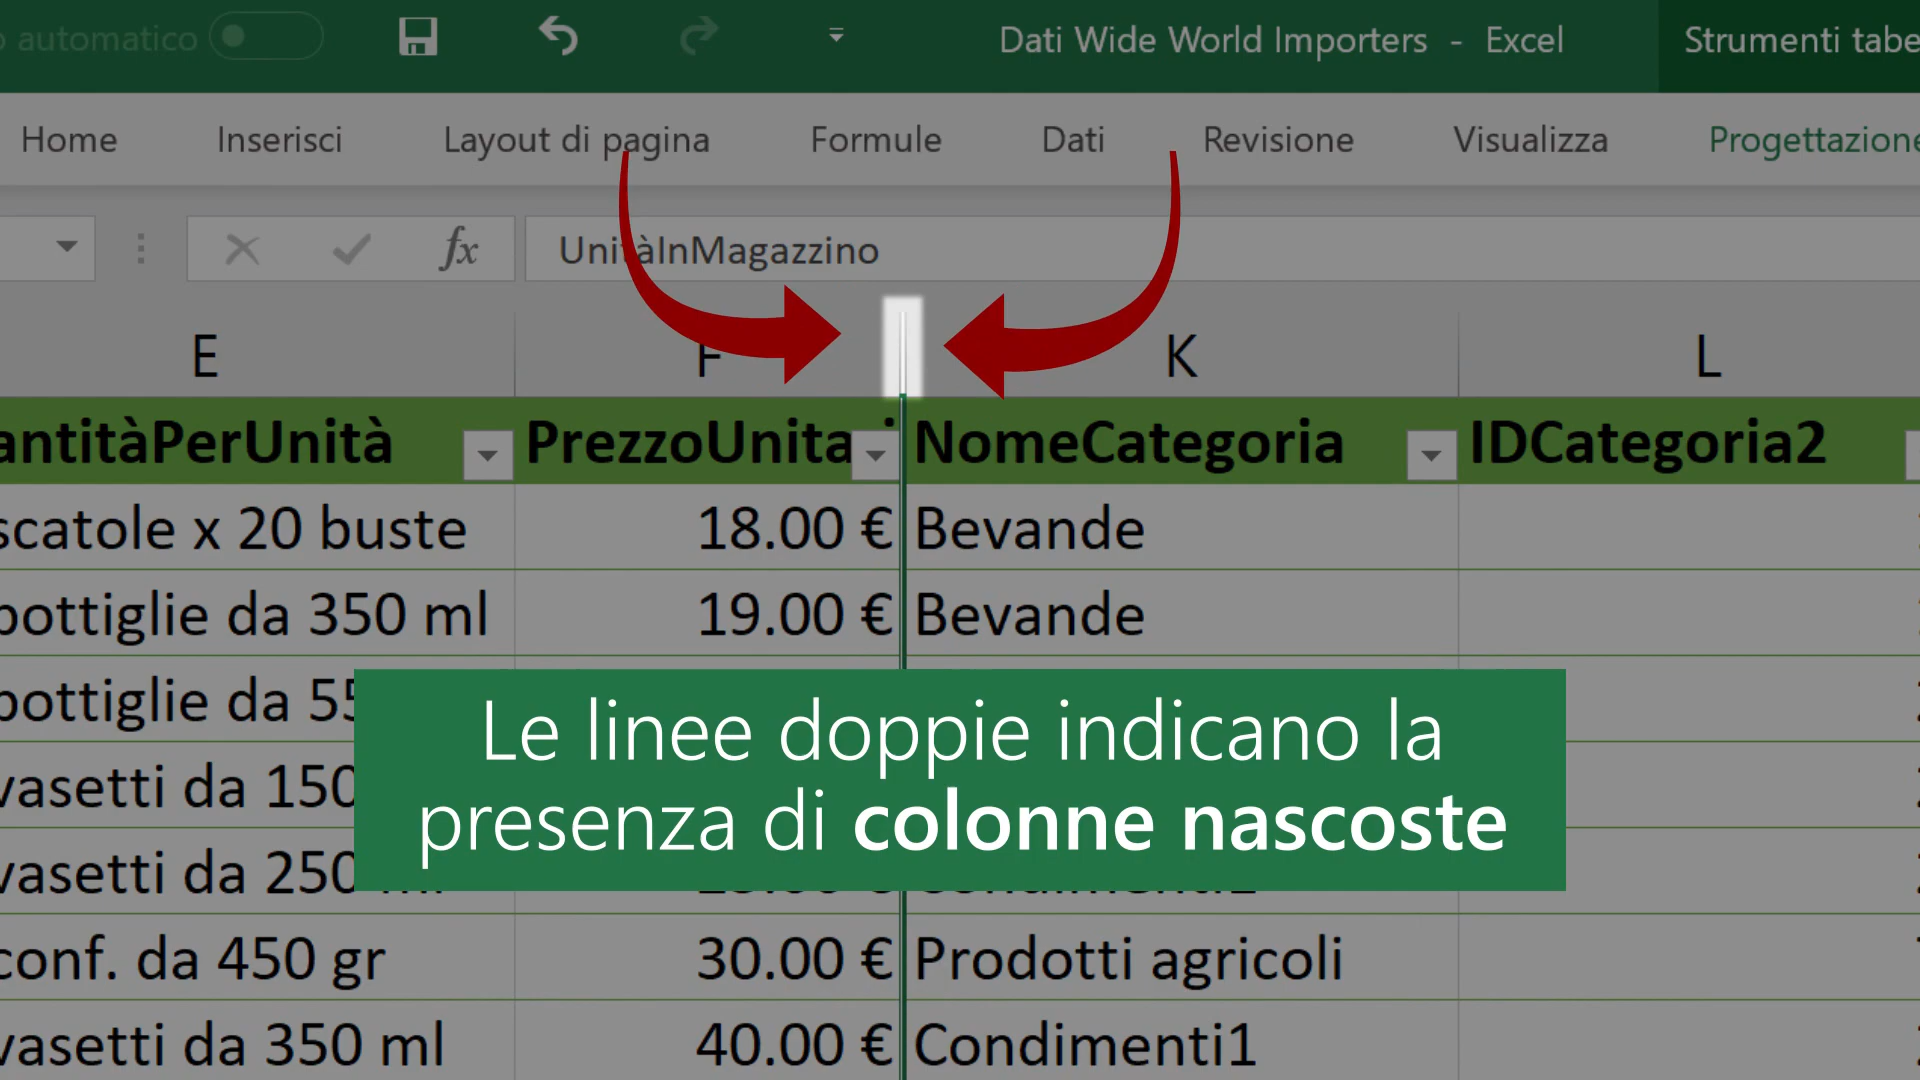 automatico
Dati Wide World Importers - Excel
Strumenti tabe
Home Inserisci Layout di pagina Formule Dati Revisione Visualizza Progettazione
fx UnitàInMagazzino
E F K L
antitàPerUnità PrezzoUnita NomeCategoria IDCategoria2
scatole x 20 buste 18.00 € Bevande
bottiglie da 350 ml 19.00 € Bevande
bottiglie da 55
vasetti da 150
vasetti da 250
conf. da 450 gr 30.00 € Prodotti agricoli
vasetti da 350 ml 40.00 € Condimenti1
Le linee doppie indicano la
presenza di colonne nascoste